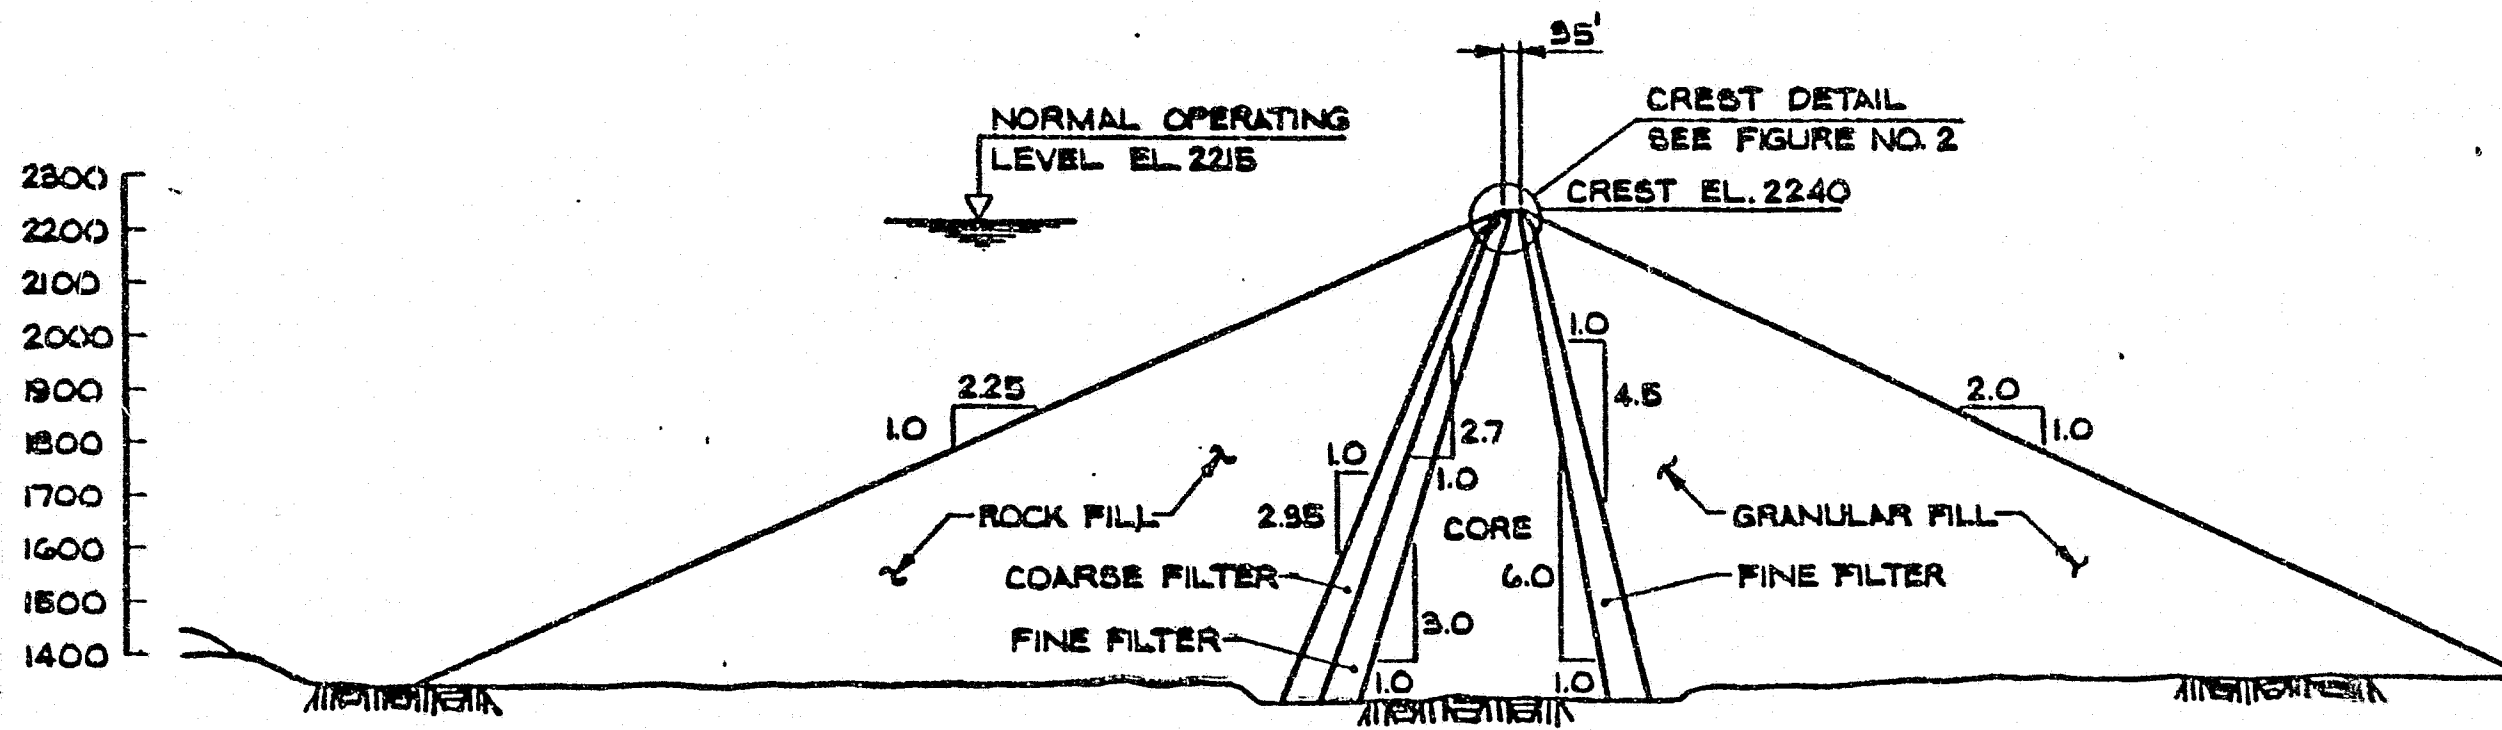 35'
CREST DETAIL
SEE FIGURE NO. 2
NORMAL OPERATING
LEVEL EL. 2215
CREST EL. 2240
2300
2200
2100
2000
1900
1800
1700
1600
1500
1400
1.0
2.25
1.0
4.5
2.0
1.0
2.7
1.0
1.0
2.35
ROCK FILL
CORE
GRANULAR FILL
COARSE FILTER
6.0
FINE FILTER
FINE FILTER
3.0
1.0
1.0